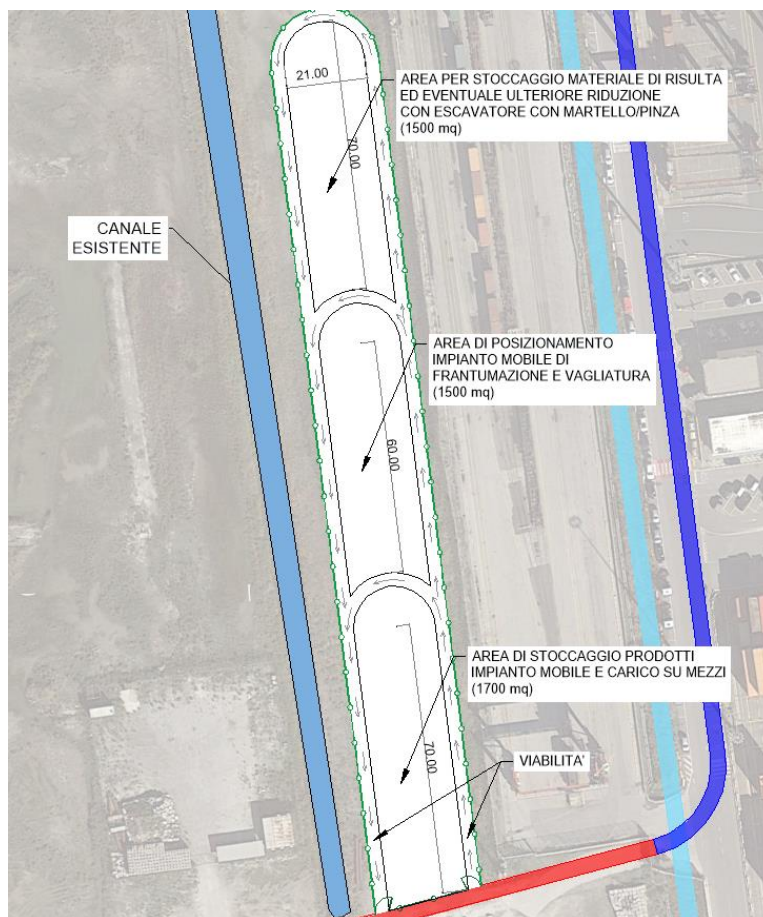 21.00
AREA PER STOCCAGGIO MATERIALE DI RISULTA
ED EVENTUALE ULTERIORE RIDUZIONE
CON ESCAVATORE CON MARTELLO/PINZA
(1500 mq)
70.00
CANALE
ESISTENTE
AREA DI POSIZIONAMENTO
IMPIANTO MOBILE DI
FRANTUMAZIONE E VAGLIATURA
(1500 mq)
60.00
AREA DI STOCCAGGIO PRODOTTI
IMPIANTO MOBILE E CARICO SU MEZZI
(1700 mq)
70.00
VIABILITA'